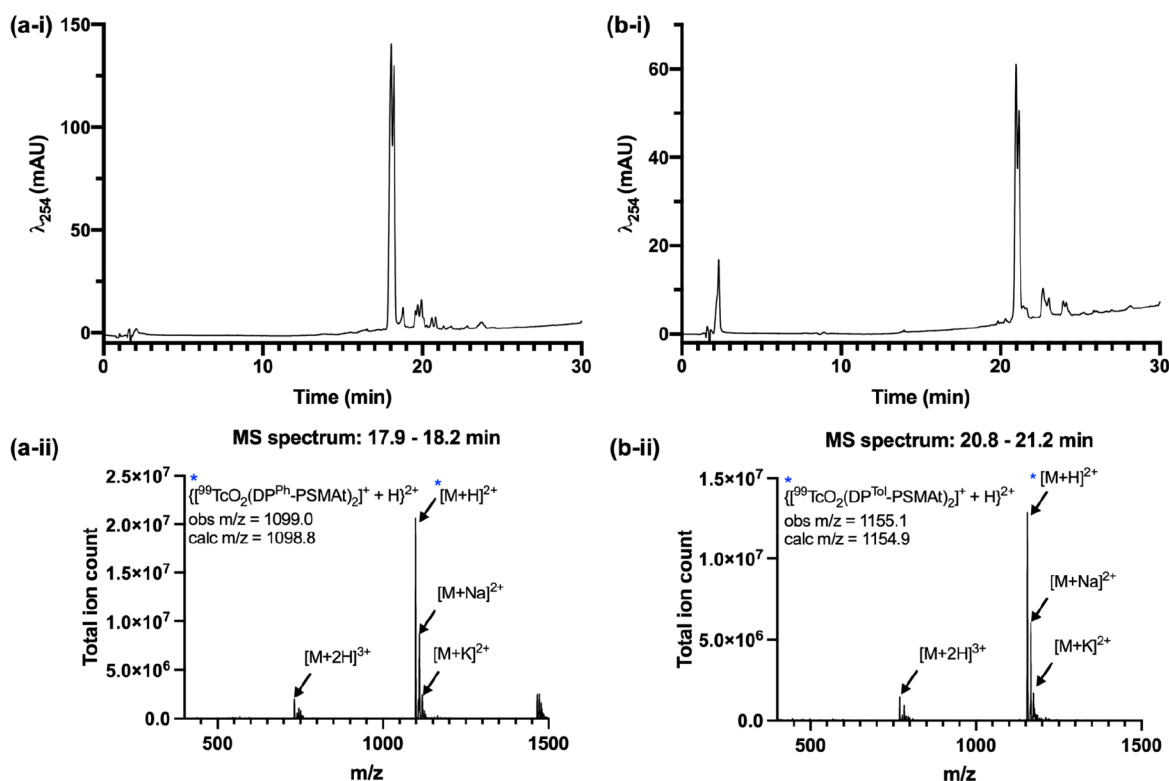 (a-i)
150
100
50
0
λ254 (mAU)
0
10
20
30
Time (min)
(b-i)
60
40
20
0
λ254 (mAU)
0
10
20
30
Time (min)
(a-ii)
MS spectrum: 17.9 - 18.2 min
2.5×10⁷
2.0×10⁷
1.5×10⁷
1.0×10⁷
5.0×10⁶
0.0
Total ion count
*
{[⁹⁹TcO₂(DPᴾʰ-PSMAt)₂]⁺ + H}²⁺
obs m/z = 1099.0
calc m/z = 1098.8
* [M+H]²⁺
[M+Na]²⁺
[M+K]²⁺
[M+2H]³⁺
500
1000
1500
m/z
(b-ii)
MS spectrum: 20.8 - 21.2 min
1.5×10⁷
1.0×10⁷
5.0×10⁶
0.0
Total ion count
*
{[⁹⁹TcO₂(DPᵀᵒˡ-PSMAt)₂]⁺ + H}²⁺
obs m/z = 1155.1
calc m/z = 1154.9
* [M+H]²⁺
[M+Na]²⁺
[M+K]²⁺
[M+2H]³⁺
500
1000
1500
m/z